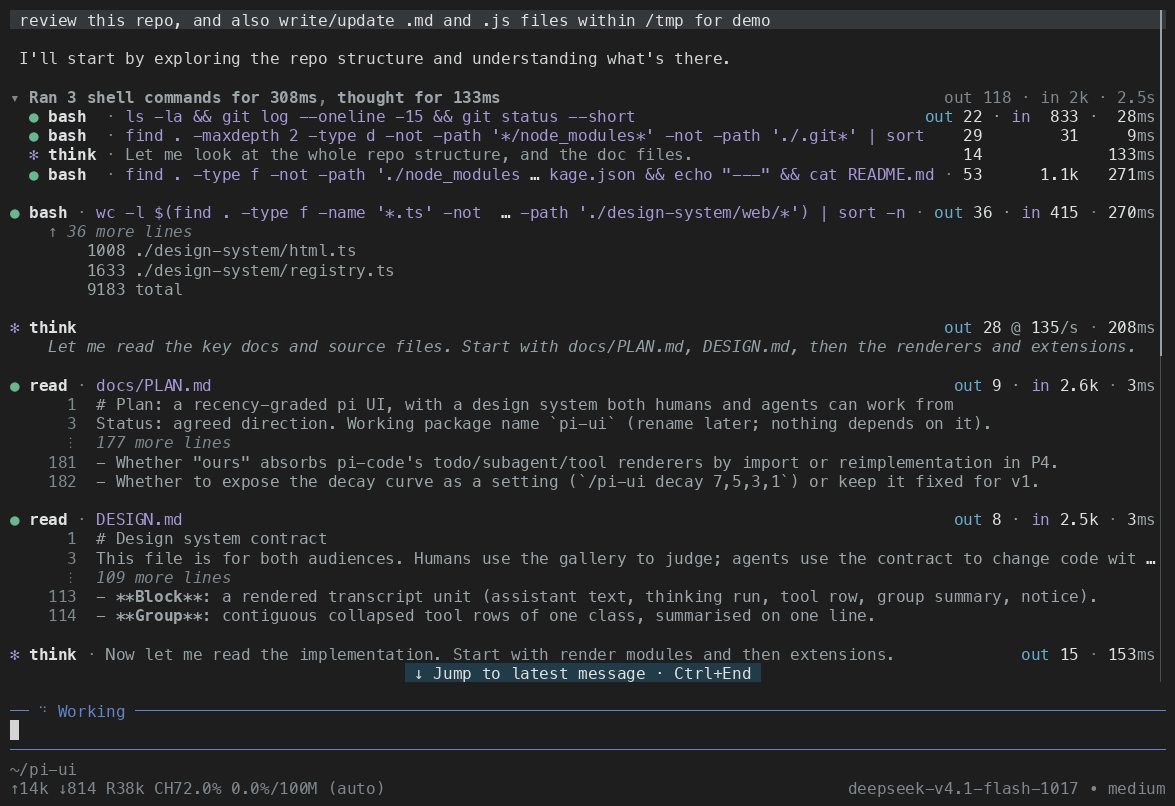 review this repo, and also write/update .md and .js files within /tmp for demo
I'll start by exploring the repo structure and understanding what's there.
▾ Ran 3 shell commands for 308ms, thought for 133ms out 118 · in 2k · 2.5s
● bash · ls -la && git log --oneline -15 && git status --short out 22 · in 833 · 28ms
● bash · find . -maxdepth 2 -type d -not -path '*/node_modules*' -not -path './.git*' | sort 29 31 9ms
✻ think · Let me look at the whole repo structure, and the doc files. 14 133ms
● bash · find . -type f -not -path './node_modules … kage.json && echo "---" && cat README.md · 53 1.1k 271ms
● bash · wc -l $(find . -type f -name '*.ts' -not … -path './design-system/web/*') | sort -n · out 36 · in 415 · 270ms
↑ 36 more lines
1008 ./design-system/html.ts
1633 ./design-system/registry.ts
9183 total
✻ think out 28 @ 135/s · 208ms
Let me read the key docs and source files. Start with docs/PLAN.md, DESIGN.md, then the renderers and extensions.
● read · docs/PLAN.md out 9 · in 2.6k · 3ms
1 # Plan: a recency-graded pi UI, with a design system both humans and agents can work from
3 Status: agreed direction. Working package name `pi-ui` (rename later; nothing depends on it).
⋮ 177 more lines
181 - Whether "ours" absorbs pi-code's todo/subagent/tool renderers by import or reimplementation in P4.
182 - Whether to expose the decay curve as a setting (`/pi-ui decay 7,5,3,1`) or keep it fixed for v1.
● read · DESIGN.md out 8 · in 2.5k · 3ms
1 # Design system contract
3 This file is for both audiences. Humans use the gallery to judge; agents use the contract to change code wit …
⋮ 109 more lines
113 - **Block**: a rendered transcript unit (assistant text, thinking run, tool row, group summary, notice).
114 - **Group**: contiguous collapsed tool rows of one class, summarised on one line.
✻ think · Now let me read the implementation. Start with render modules and then extensions. out 15 · 153ms
↓ Jump to latest message · Ctrl+End
Working
~/pi-ui
↑14k ↓814 R38k CH72.0% 0.0%/100M (auto) deepseek-v4.1-flash-1017 • medium